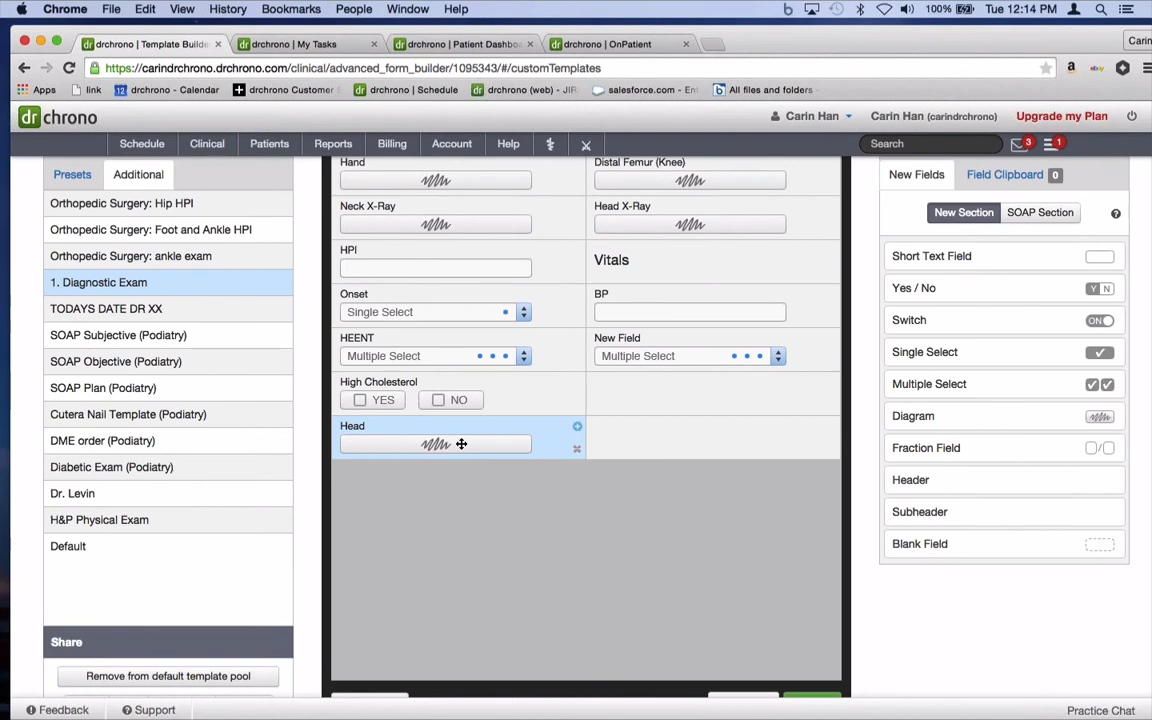 Chrome File Edit View History Bookmarks People Window Help 100% Tue 12:14 PM
drchrono | Template Builde drchrono | My Tasks drchrono | Patient Dashbo drchrono | OnPatient Carin
https://carindrchrono.drchrono.com/clinical/advanced_form_builder/1095343/#/customTemplates
Apps link drchrono - Calendar drchrono Customer drchrono | Schedule drchrono (web) - JIR salesforce.com - Ent All files and folders
drchrono Carin Han Carin Han (carindrchrono) Upgrade my Plan
Schedule Clinical Patients Reports Billing Account Help Search 3 1
Presets Additional
Orthopedic Surgery: Hip HPI
Orthopedic Surgery: Foot and Ankle HPI
Orthopedic Surgery: ankle exam
1. Diagnostic Exam
TODAYS DATE DR XX
SOAP Subjective (Podiatry)
SOAP Objective (Podiatry)
SOAP Plan (Podiatry)
Cutera Nail Template (Podiatry)
DME order (Podiatry)
Diabetic Exam (Podiatry)
Dr. Levin
H&P Physical Exam
Default
Share
Remove from default template pool
Hand Distal Femur (Knee)
Neck X-Ray Head X-Ray
HPI Vitals
Onset BP
Single Select
HEENT New Field
Multiple Select Multiple Select
High Cholesterol
YES NO
Head
New Fields Field Clipboard 0
New Section SOAP Section
Short Text Field
Yes / No Y N
Switch ON
Single Select
Multiple Select
Diagram
Fraction Field
Header
Subheader
Blank Field
Feedback Support Practice Chat